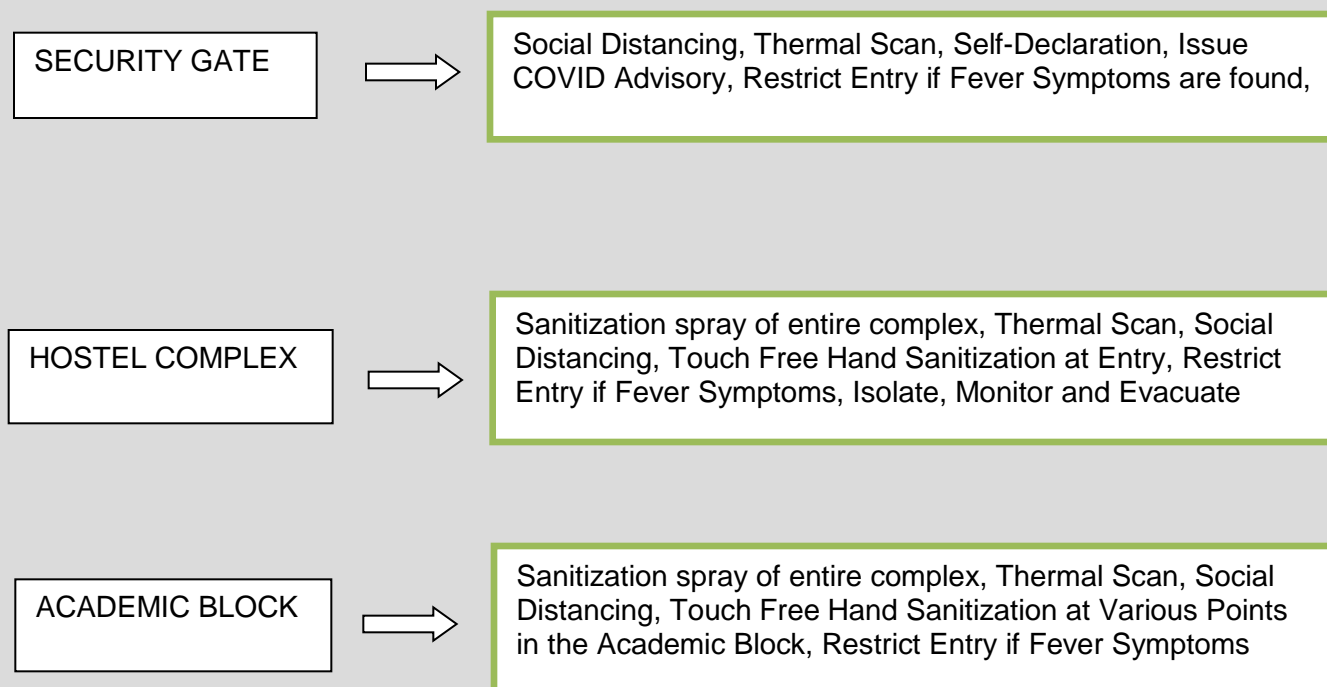 SECURITY GATE
Social Distancing, Thermal Scan, Self-Declaration, Issue
COVID Advisory, Restrict Entry if Fever Symptoms are found,
HOSTEL COMPLEX
Sanitization spray of entire complex, Thermal Scan, Social
Distancing, Touch Free Hand Sanitization at Entry, Restrict
Entry if Fever Symptoms, Isolate, Monitor and Evacuate
ACADEMIC BLOCK
Sanitization spray of entire complex, Thermal Scan, Social
Distancing, Touch Free Hand Sanitization at Various Points
in the Academic Block, Restrict Entry if Fever Symptoms